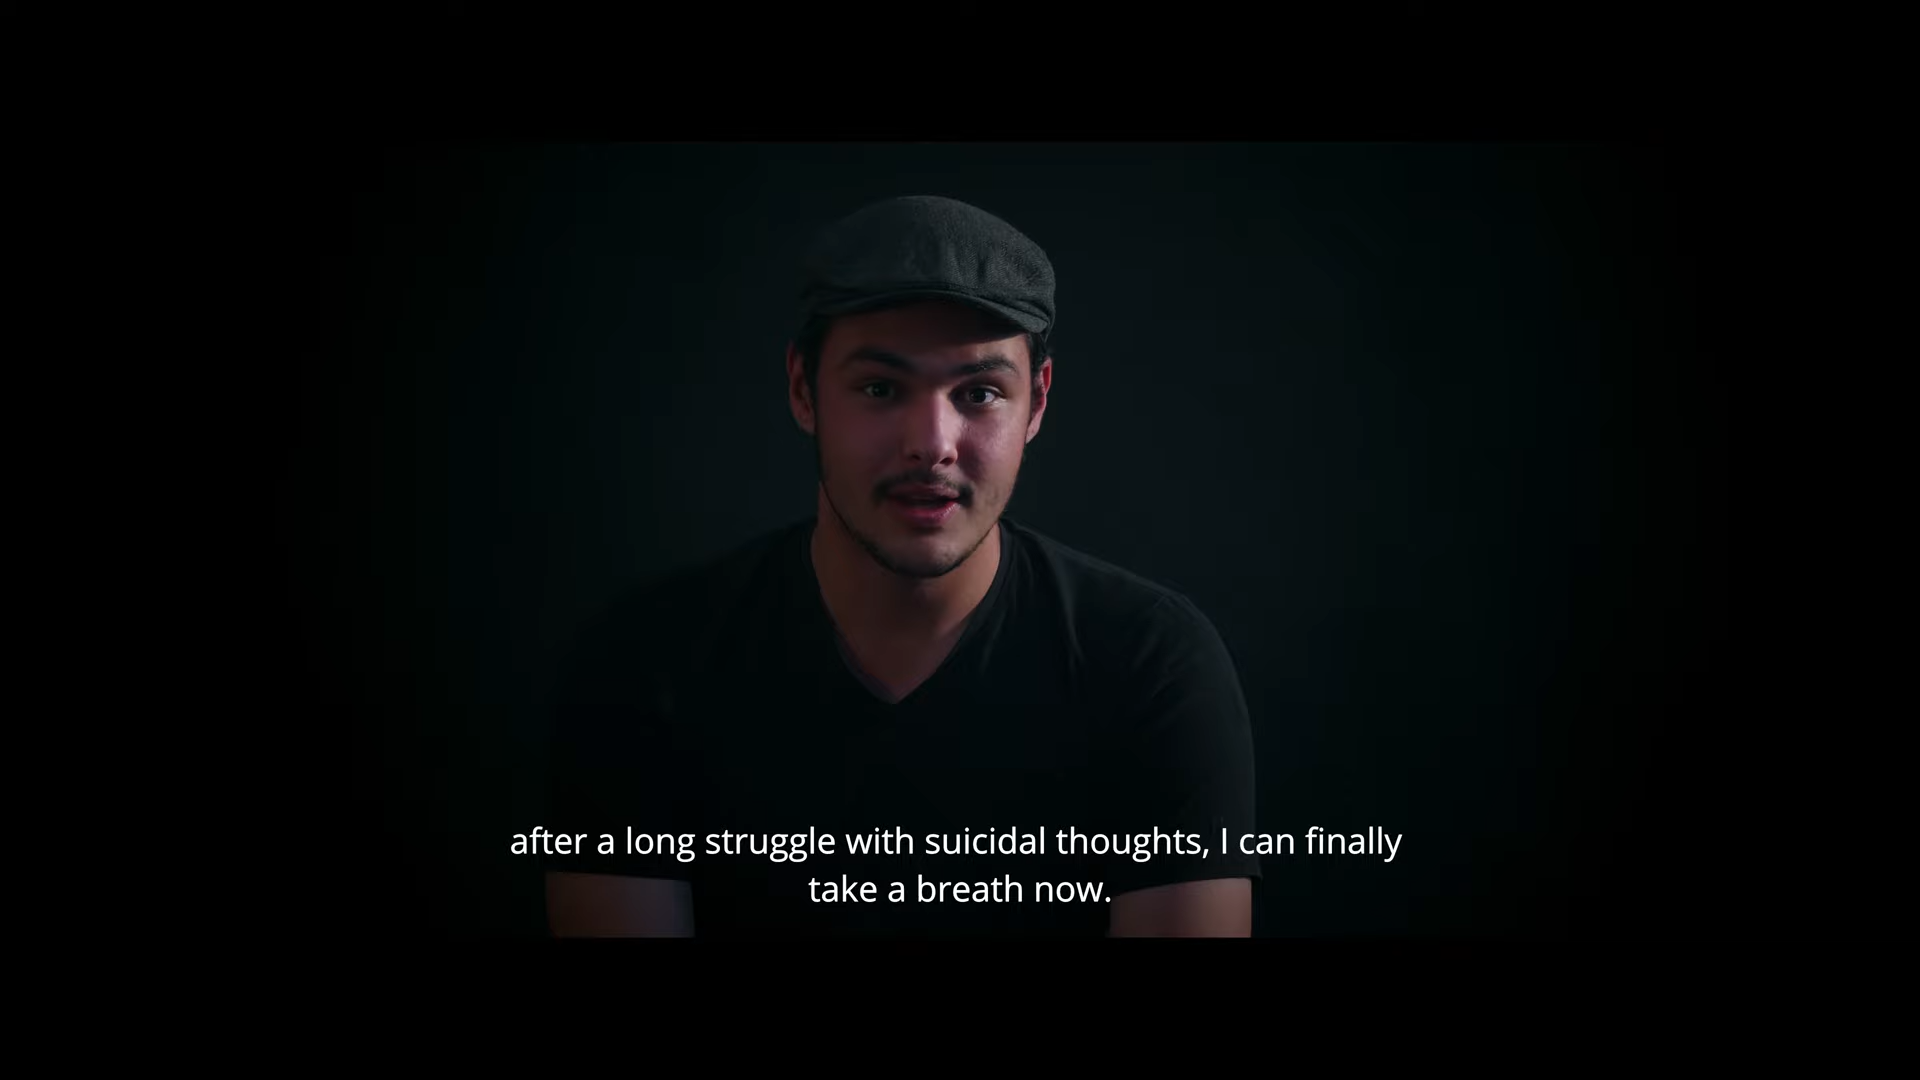 after a long struggle with suicidal thoughts, I can finally
take a breath now.